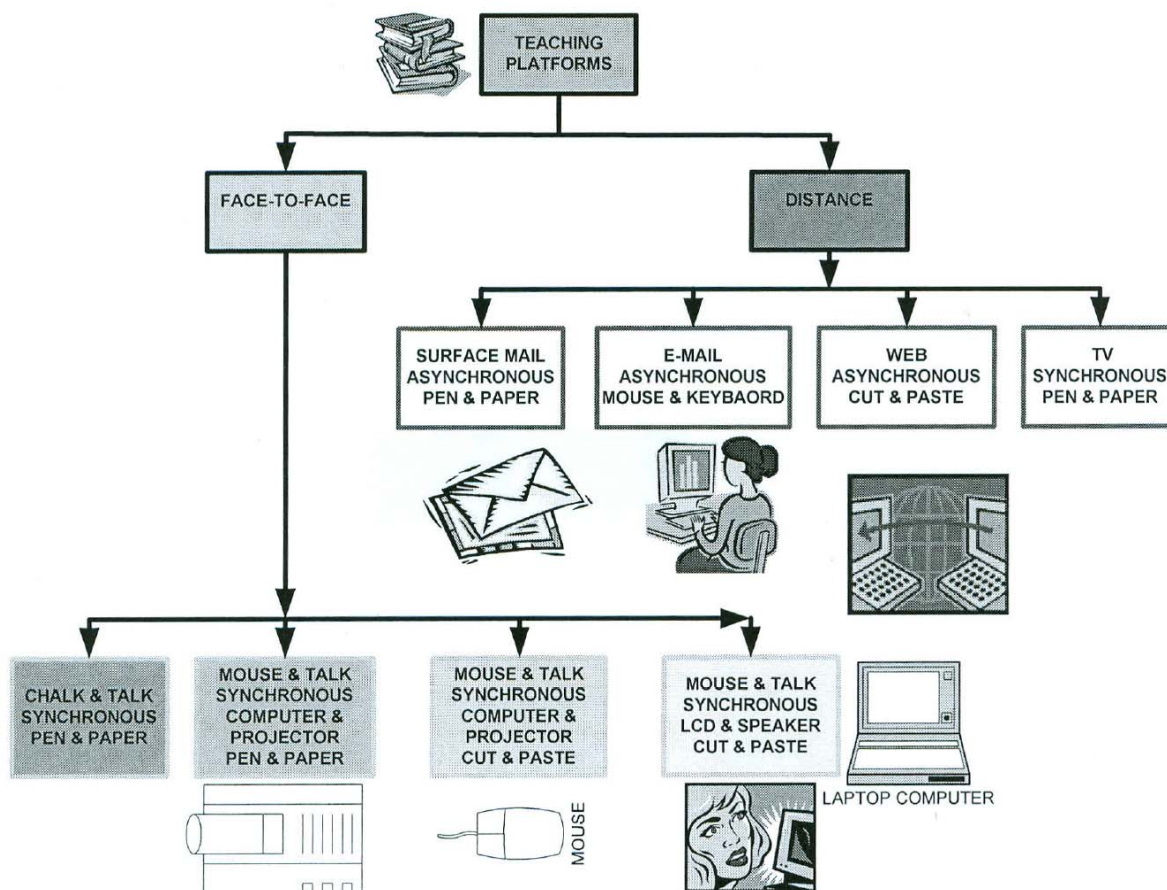 TEACHING
PLATFORMS
FACE-TO-FACE
DISTANCE
SURFACE MAIL
ASYNCHRONOUS
PEN & PAPER
E-MAIL
ASYNCHRONOUS
MOUSE & KEYBAORD
WEB
ASYNCHRONOUS
CUT & PASTE
TV
SYNCHRONOUS
PEN & PAPER
CHALK & TALK
SYNCHRONOUS
PEN & PAPER
MOUSE & TALK
SYNCHRONOUS
COMPUTER &
PROJECTOR
PEN & PAPER
MOUSE & TALK
SYNCHRONOUS
COMPUTER &
PROJECTOR
CUT & PASTE
MOUSE & TALK
SYNCHRONOUS
LCD & SPEAKER
CUT & PASTE
LAPTOP COMPUTER
MOUSE